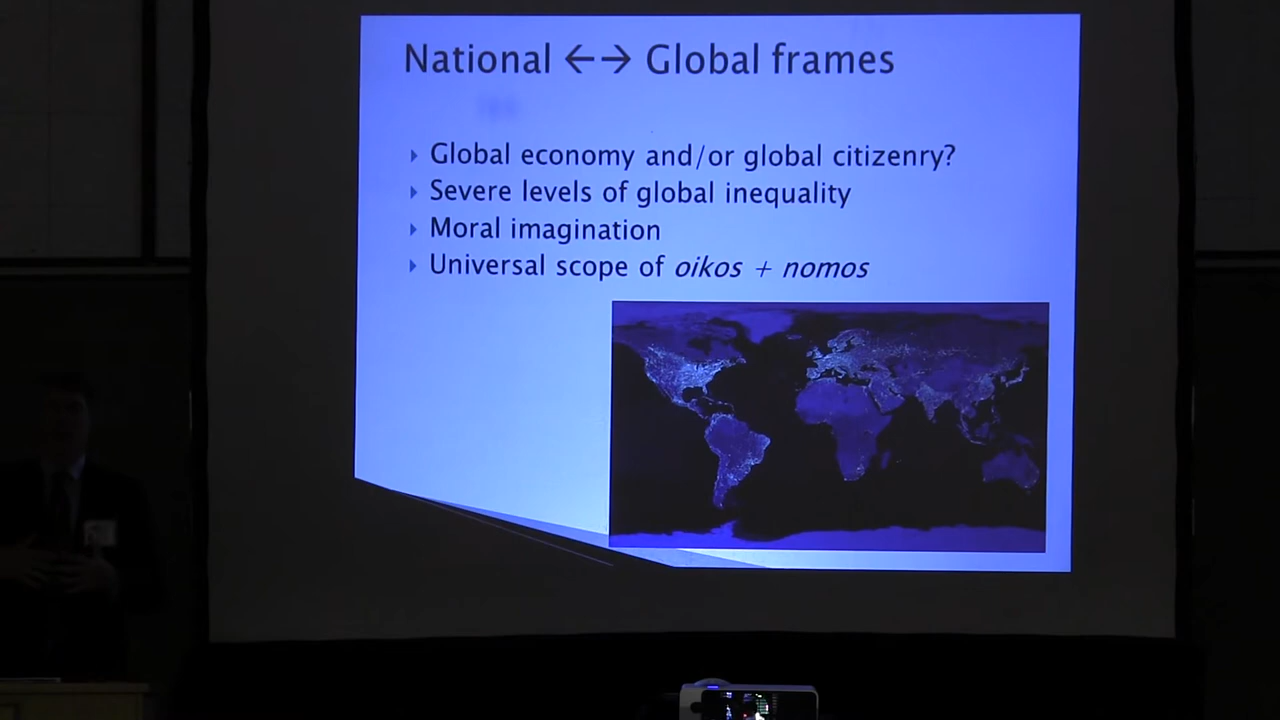 National ←→ Global frames
Global economy and/or global citizenry?
Severe levels of global inequality
Moral imagination
Universal scope of oikos + nomos